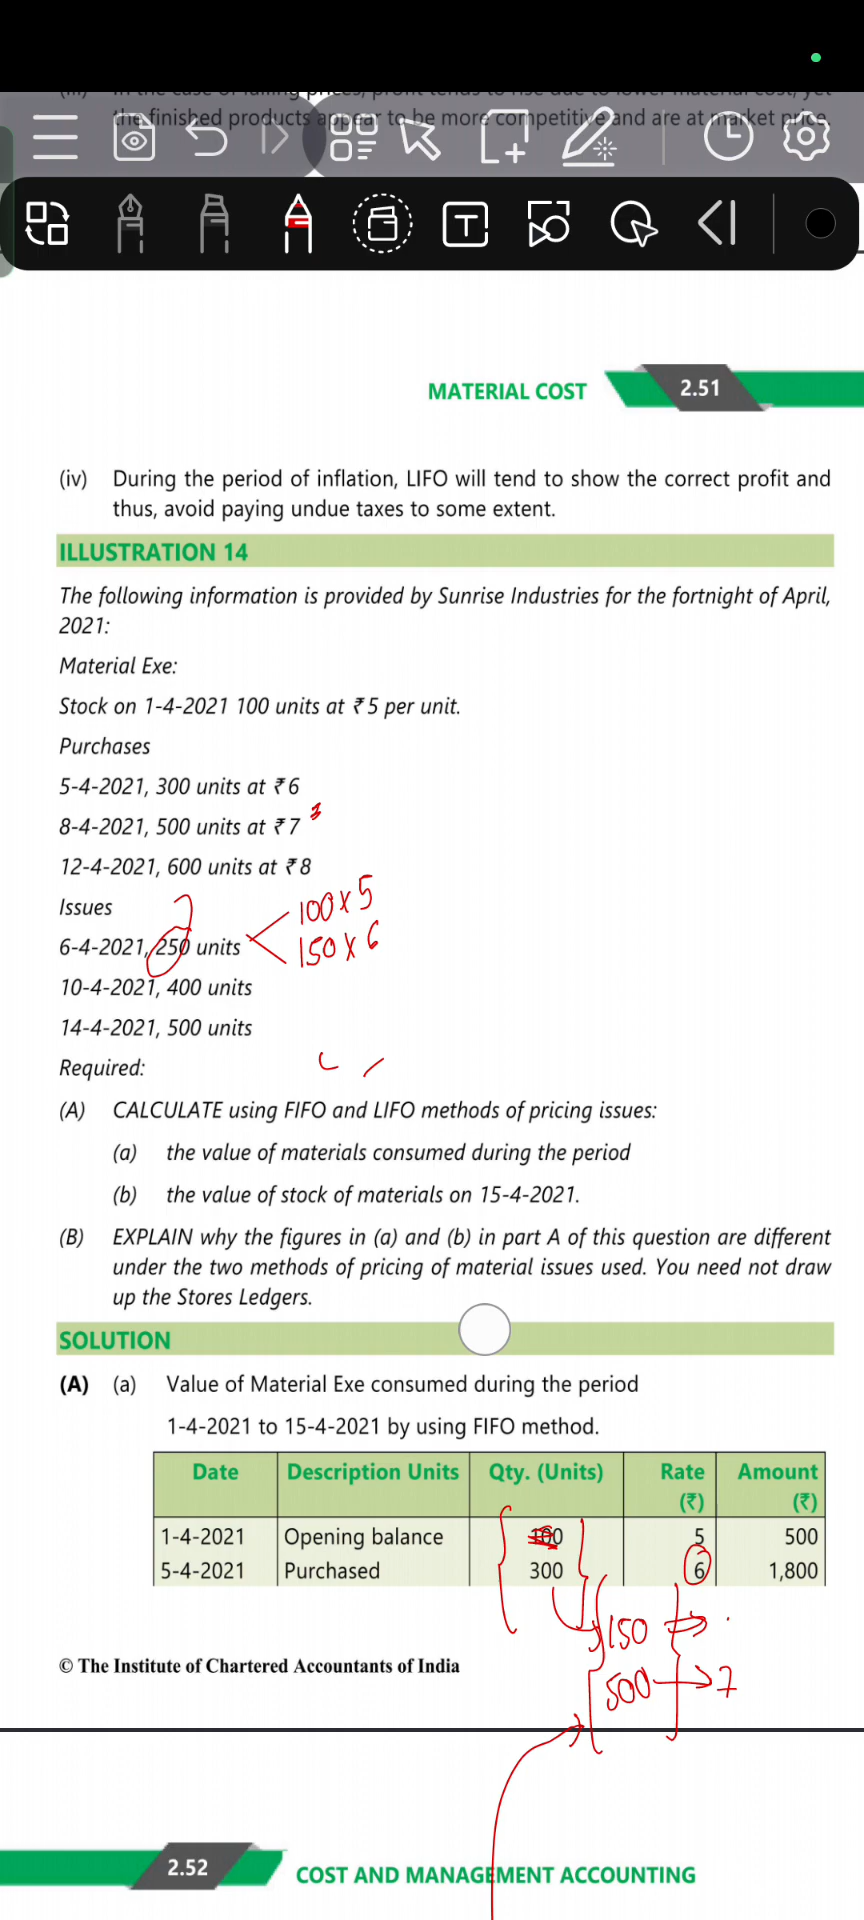 the finished products appear to be more competitive and are at market price.
MATERIAL COST 2.51
(iv) During the period of inflation, LIFO will tend to show the correct profit and
thus, avoid paying undue taxes to some extent.
ILLUSTRATION 14
The following information is provided by Sunrise Industries for the fortnight of April,
2021:
Material Exe:
Stock on 1-4-2021 100 units at ₹ 5 per unit.
Purchases
5-4-2021, 300 units at ₹ 6
8-4-2021, 500 units at ₹ 7
12-4-2021, 600 units at ₹ 8
Issues
100 x 5
6-4-2021, 250 units
150 x 6
10-4-2021, 400 units
14-4-2021, 500 units
Required:
(A) CALCULATE using FIFO and LIFO methods of pricing issues:
(a) the value of materials consumed during the period
(b) the value of stock of materials on 15-4-2021.
(B) EXPLAIN why the figures in (a) and (b) in part A of this question are different
under the two methods of pricing of material issues used. You need not draw
up the Stores Ledgers.
SOLUTION
(A) (a) Value of Material Exe consumed during the period
1-4-2021 to 15-4-2021 by using FIFO method.
Date Description Units Qty. (Units) Rate Amount
(₹) (₹)
1-4-2021 Opening balance 100 5 500
5-4-2021 Purchased 300 6 1,800
150
© The Institute of Chartered Accountants of India
500 → 7
2.52 COST AND MANAGEMENT ACCOUNTING